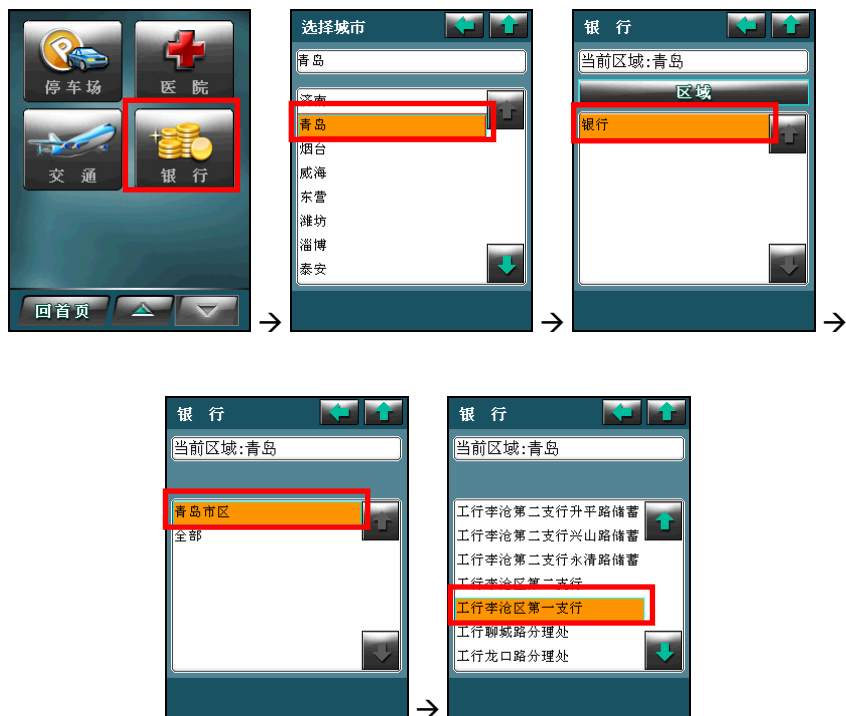 停车场
医 院
交 通
银 行
回首页
→
选择城市
青岛
济南
青岛
烟台
威海
东营
潍坊
淄博
泰安
→
银 行
当前区域:青岛
区域
银行
→
银 行
当前区域:青岛
青岛市区
全部
→
银 行
当前区域:青岛
工行李沧第二支行升平路储蓄
工行李沧第二支行兴山路储蓄
工行李沧第二支行永清路储蓄
工行李沧区第二支行
工行李沧区第一支行
工行聊城路分理处
工行龙口路分理处